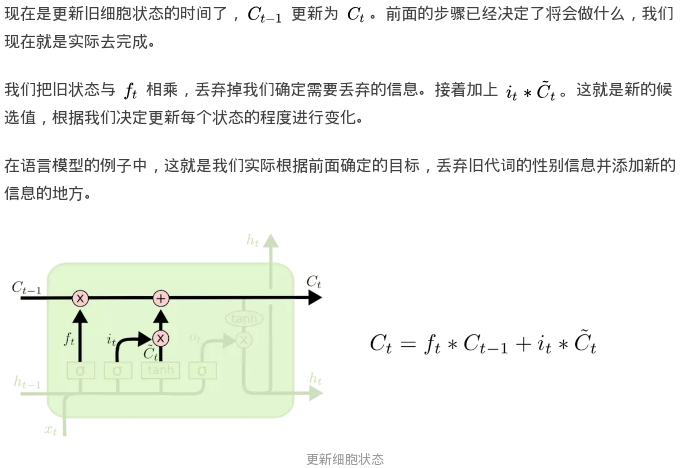 现在是更新旧细胞状态的时间了，C_{t-1} 更新为 C_t。前面的步骤已经决定了将会做什么，我们
现在就是实际去完成。
我们把旧状态与 f_t 相乘，丢弃掉我们确定需要丢弃的信息。接着加上 i_t * C̃_t。这就是新的候
选值，根据我们决定更新每个状态的程度进行变化。
在语言模型的例子中，这就是我们实际根据前面确定的目标，丢弃旧代词的性别信息并添加新的
信息的地方。
h_t
C_{t-1}
x
+
C_t
f_t
i_t
x
C̃_t
o_t
tanh
x
σ
σ
tanh
σ
h_{t-1}
h_t
x_t
C_t = f_t * C_{t-1} + i_t * C̃_t
更新细胞状态